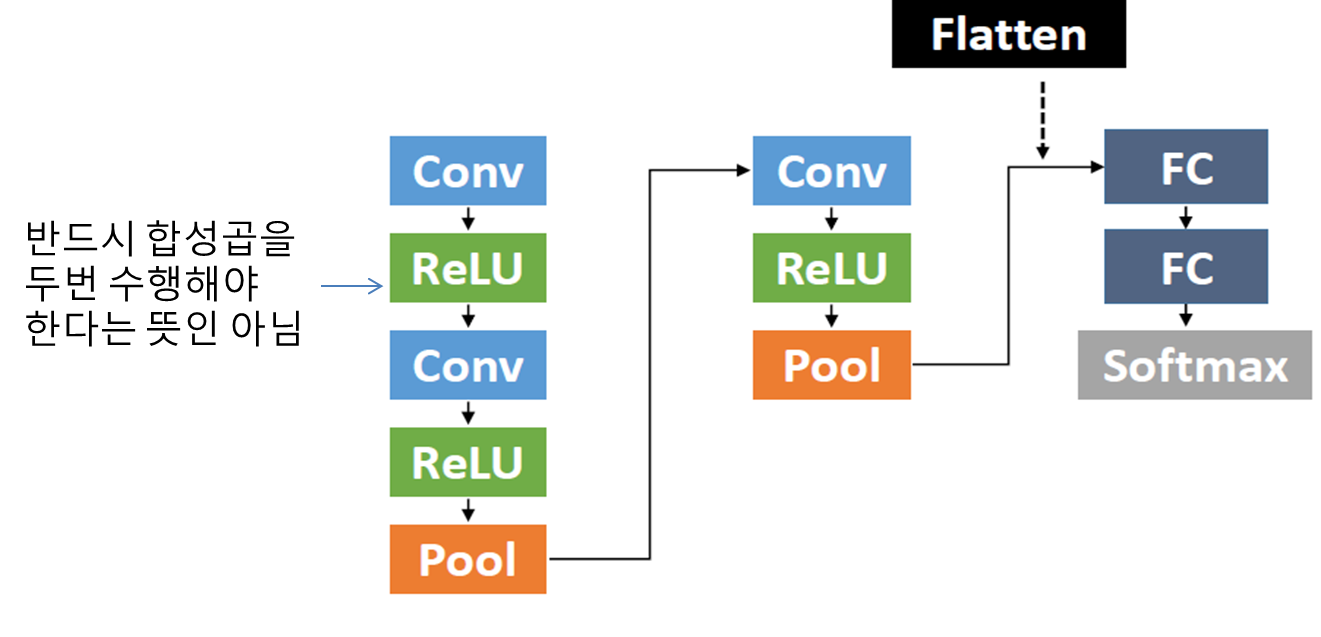 반드시 합성곱을
두번 수행해야
한다는 뜻인 아님
Conv
ReLU
Conv
ReLU
Pool
Conv
ReLU
Pool
Flatten
FC
FC
Softmax